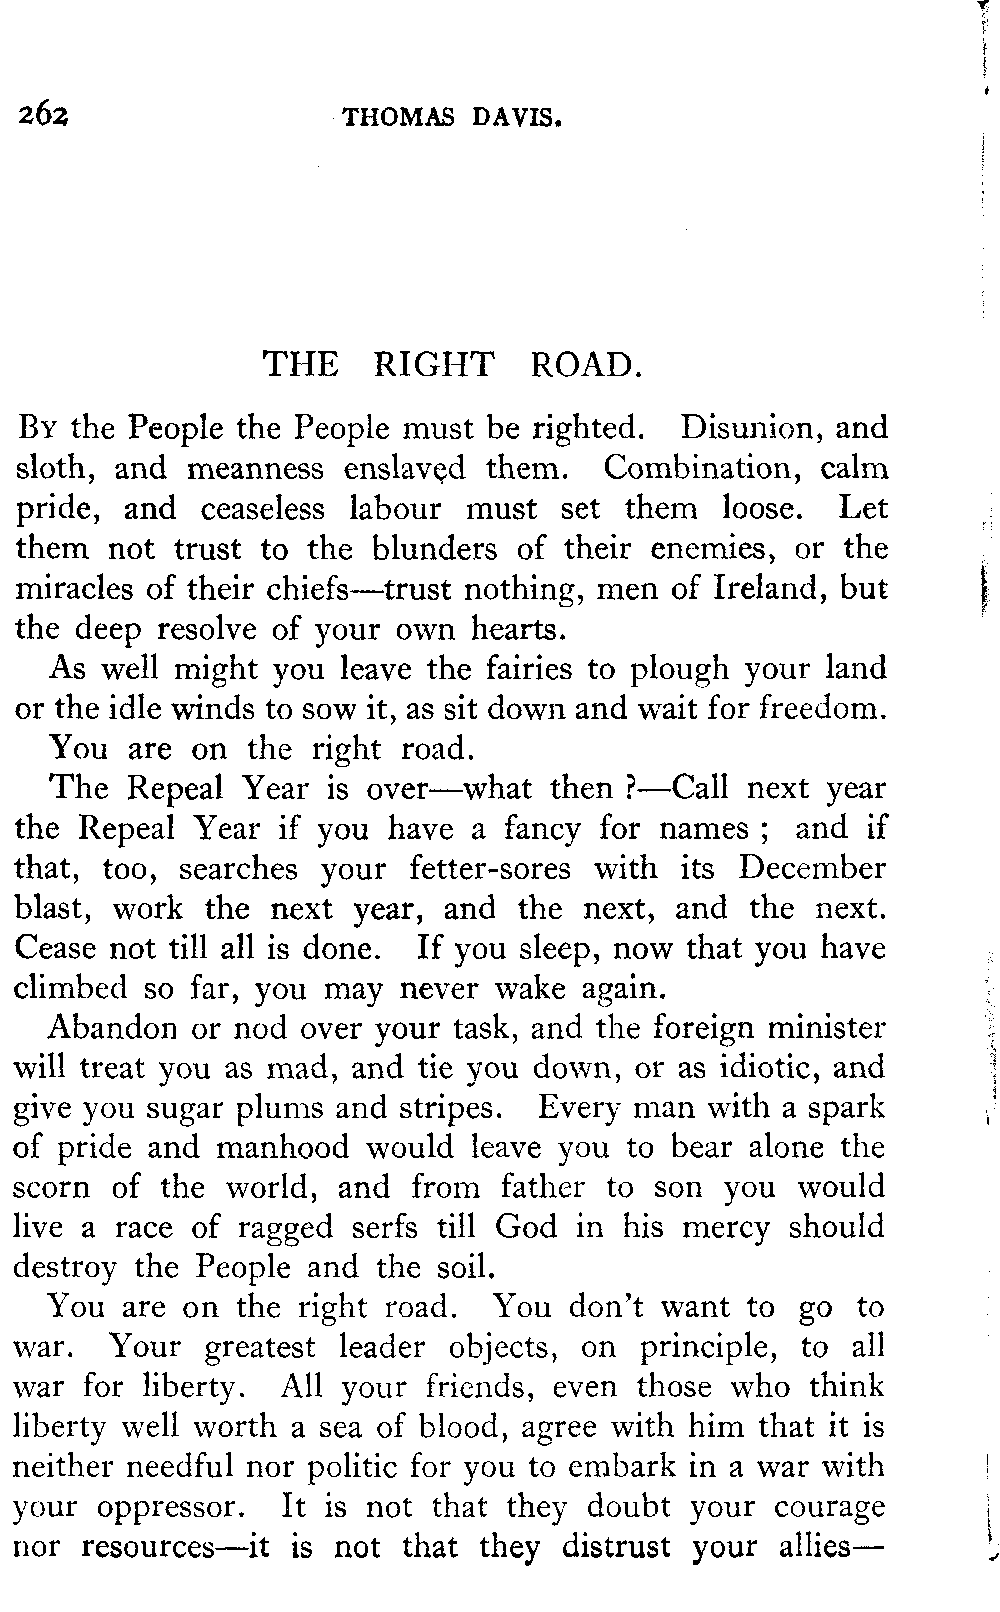 262 THOMAS DAVIS.
THE RIGHT ROAD.
By the People the People must be righted. Disunion, and
sloth, and meanness enslaved them. Combination, calm
pride, and ceaseless labour must set them loose. Let
them not trust to the blunders of their enemies, or the
miracles of their chiefs—trust nothing, men of Ireland, but
the deep resolve of your own hearts.
As well might you leave the fairies to plough your land
or the idle winds to sow it, as sit down and wait for freedom.
You are on the right road.
The Repeal Year is over—what then ?—Call next year
the Repeal Year if you have a fancy for names ; and if
that, too, searches your fetter-sores with its December
blast, work the next year, and the next, and the next.
Cease not till all is done. If you sleep, now that you have
climbed so far, you may never wake again.
Abandon or nod over your task, and the foreign minister
will treat you as mad, and tie you down, or as idiotic, and
give you sugar plums and stripes. Every man with a spark
of pride and manhood would leave you to bear alone the
scorn of the world, and from father to son you would
live a race of ragged serfs till God in his mercy should
destroy the People and the soil.
You are on the right road. You don't want to go to
war. Your greatest leader objects, on principle, to all
war for liberty. All your friends, even those who think
liberty well worth a sea of blood, agree with him that it is
neither needful nor politic for you to embark in a war with
your oppressor. It is not that they doubt your courage
nor resources—it is not that they distrust your allies—